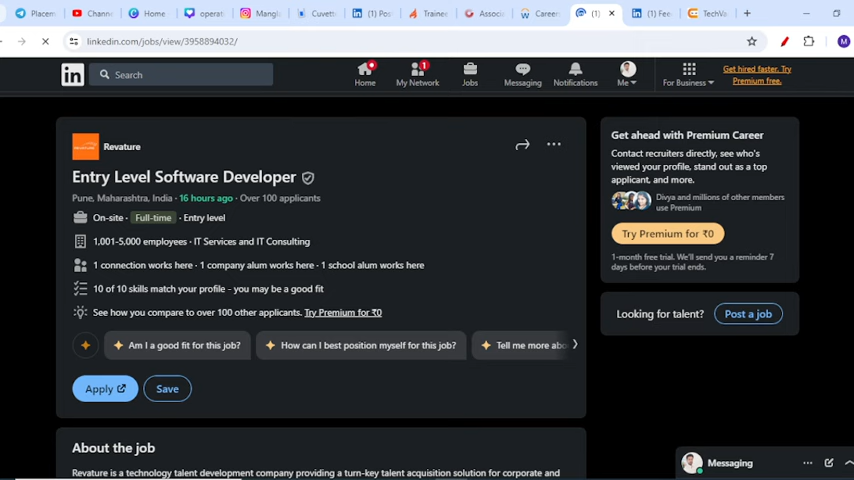 Placem
Chann
Home
operati
Mangla
Cuveth
(1) Pos
Trainee
Associa
Careers
(1)
(1) Fee
TechVa
linkedin.com/jobs/view/3958894032/
M
in
Search
Home
1
My Network
Jobs
Messaging
Notifications
Me
For Business
Get hired faster. Try
Premium free.
Revature
Entry Level Software Developer
Pune, Maharashtra, India · 16 hours ago · Over 100 applicants
On-site · Full-time · Entry level
1,001-5,000 employees · IT Services and IT Consulting
1 connection works here · 1 company alum works here · 1 school alum works here
10 of 10 skills match your profile - you may be a good fit
See how you compare to over 100 other applicants. Try Premium for ₹0
Am I a good fit for this job?
How can I best position myself for this job?
Tell me more abo
Apply
Save
About the job
Revature is a technology talent development company providing a turn-key talent acquisition solution for corporate and
Get ahead with Premium Career
Contact recruiters directly, see who's
viewed your profile, stand out as a top
applicant, and more.
Divya and millions of other members
use Premium
Try Premium for ₹0
1-month free trial. We'll send you a reminder 7
days before your trial ends.
Looking for talent?
Post a job
Messaging